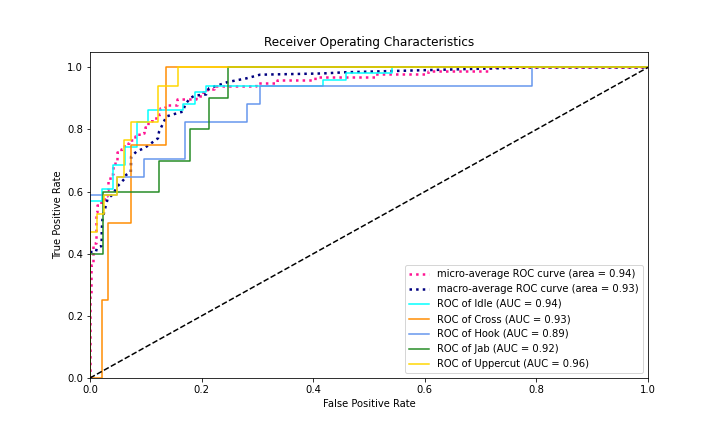 Receiver Operating Characteristics
True Positive Rate
1.0
0.8
0.6
0.4
0.2
0.0
micro-average ROC curve (area = 0.94)
macro-average ROC curve (area = 0.93)
ROC of Idle (AUC = 0.94)
ROC of Cross (AUC = 0.93)
ROC of Hook (AUC = 0.89)
ROC of Jab (AUC = 0.92)
ROC of Uppercut (AUC = 0.96)
0.0 0.2 0.4 0.6 0.8 1.0
False Positive Rate